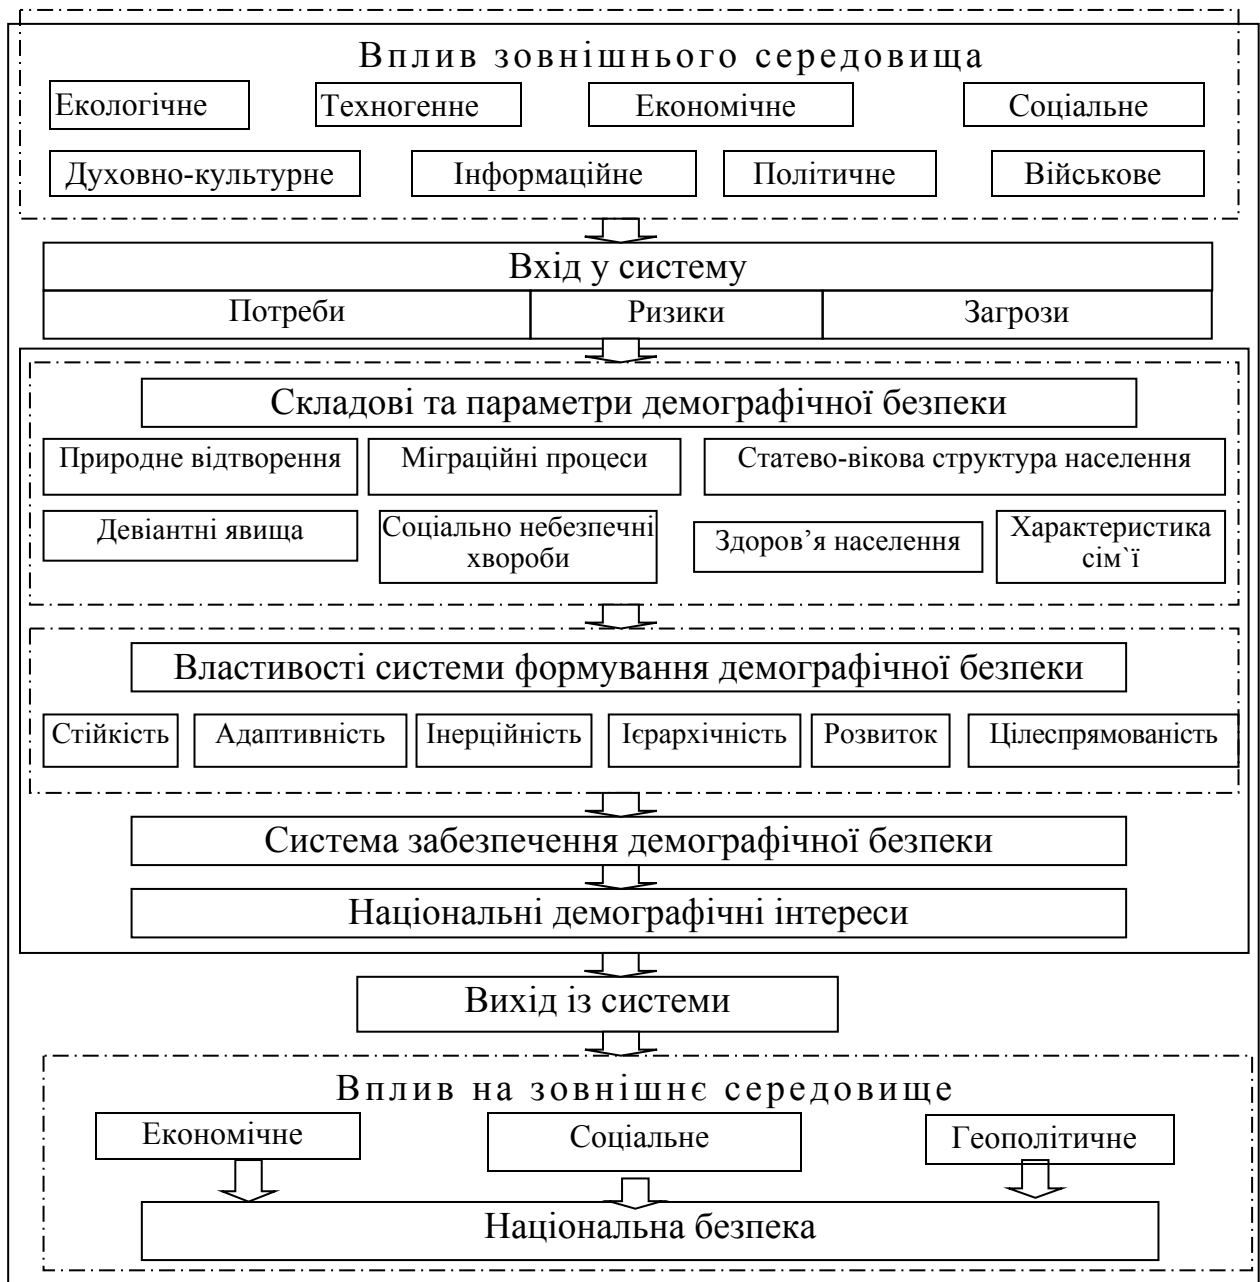 Вплив зовнішнього середовища
Екологічне
Техногенне
Економічне
Соціальне
Духовно-культурне
Інформаційне
Політичне
Військове
Вхід у систему
Потреби
Ризики
Загрози
Складові та параметри демографічної безпеки
Природне відтворення
Міграційні процеси
Статево-вікова структура населення
Девіантні явища
Соціально небезпечні
хвороби
Здоров’я населення
Характеристика
сім`ї
Властивості системи формування демографічної безпеки
Стійкість
Адаптивність
Інерційність
Ієрархічність
Розвиток
Цілеспрямованість
Система забезпечення демографічної безпеки
Національні демографічні інтереси
Вихід із системи
Вплив на зовнішнє середовище
Економічне
Соціальне
Геополітичне
Національна безпека